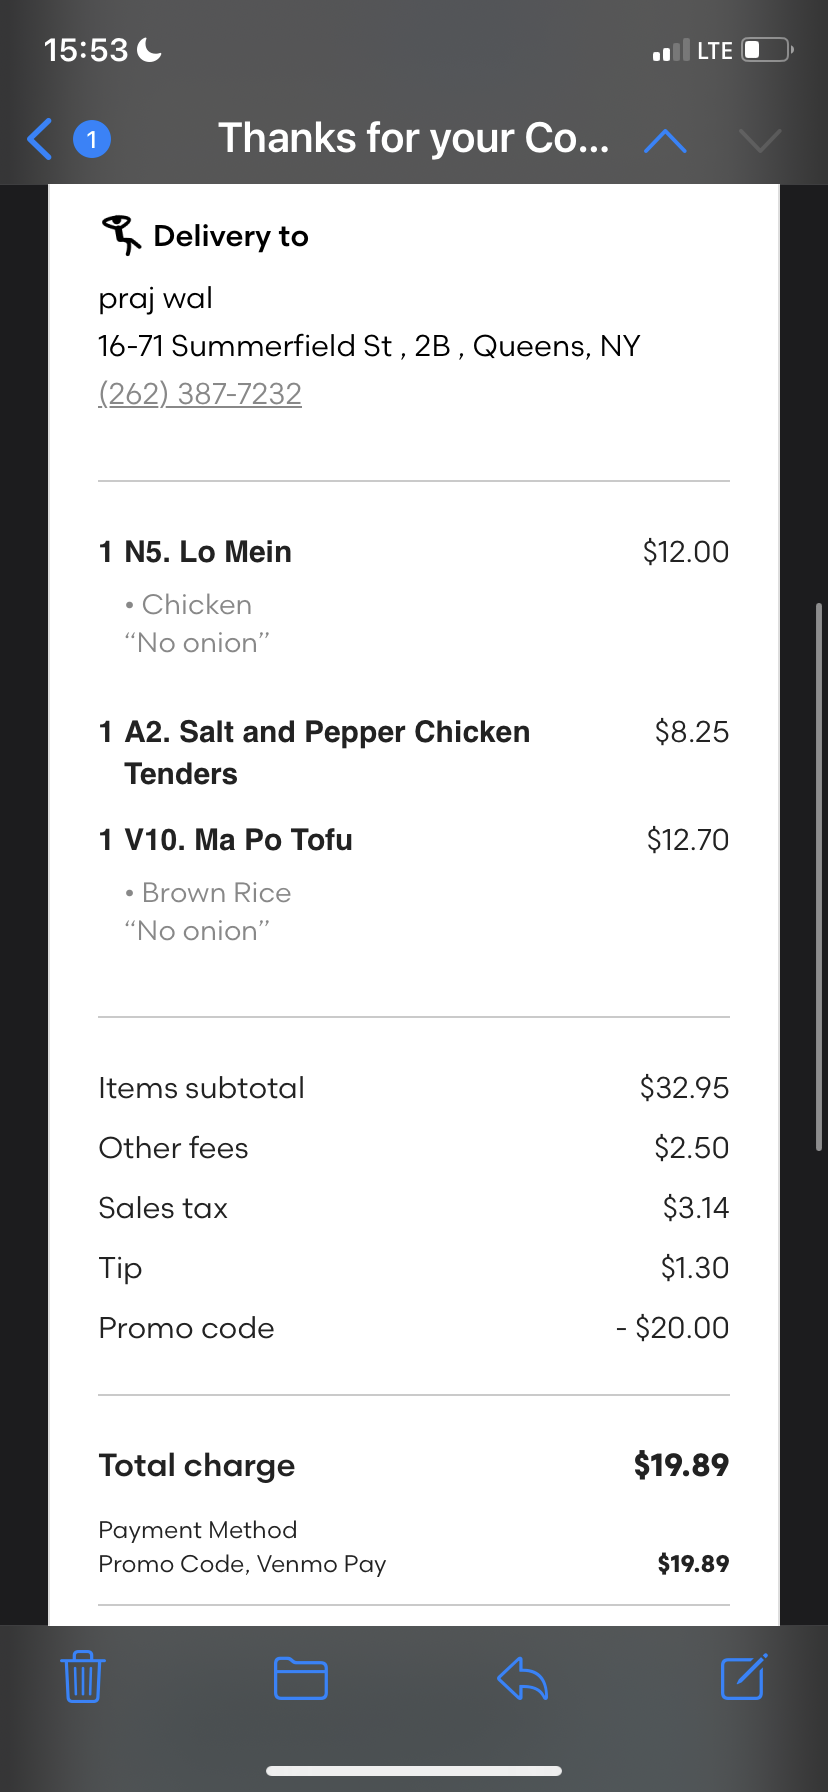 15:53
LTE
1
Thanks for your Co...
Delivery to
praj wal
16-71 Summerfield St , 2B , Queens, NY
(262) 387-7232
1 N5. Lo Mein $12.00
• Chicken
“No onion”
1 A2. Salt and Pepper Chicken $8.25
Tenders
1 V10. Ma Po Tofu $12.70
• Brown Rice
“No onion”
Items subtotal $32.95
Other fees $2.50
Sales tax $3.14
Tip $1.30
Promo code - $20.00
Total charge $19.89
Payment Method
Promo Code, Venmo Pay $19.89